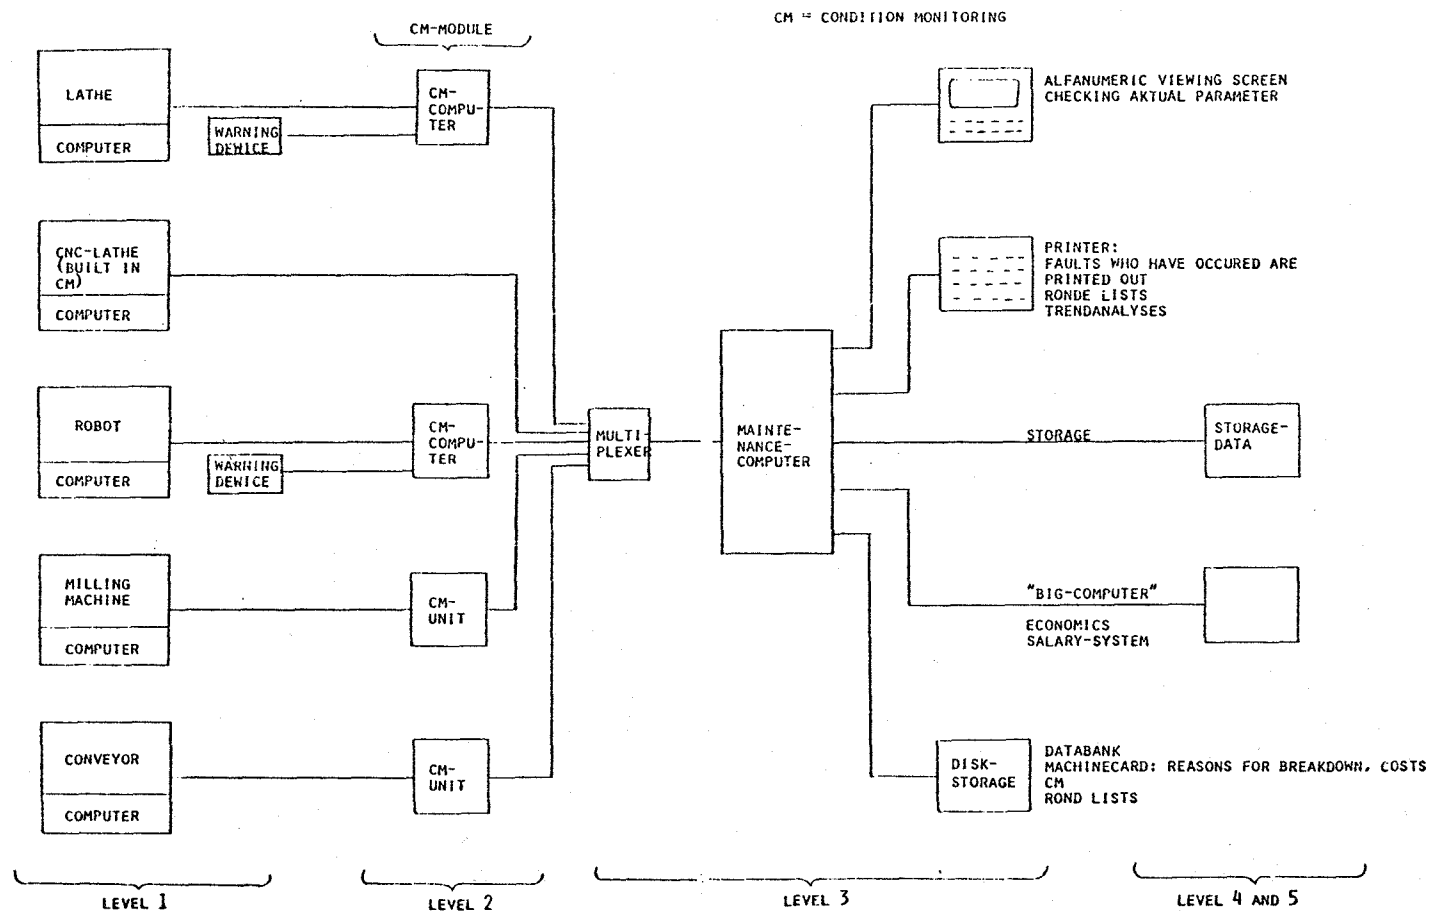 CM = CONDITION MONITORING
CM-MODULE
LATHE
COMPUTER
WARNING
DEWICE
CM-
COMPU-
TER
ALFANUMERIC VIEWING SCREEN
CHECKING AKTUAL PARAMETER
CNC-LATHE
(BUILT IN
CM)
COMPUTER
PRINTER:
FAULTS WHO HAVE OCCURED ARE
PRINTED OUT
RONDE LISTS
TRENDANALYSES
ROBOT
COMPUTER
WARNING
DEWICE
CM-
COMPU-
TER
MULTI-
PLEXER
MAINTE-
NANCE-
COMPUTER
STORAGE
STORAGE-
DATA
MILLING
MACHINE
COMPUTER
CM-
UNIT
"BIG-COMPUTER"
ECONOMICS
SALARY-SYSTEM
CONVEYOR
COMPUTER
CM-
UNIT
DISK-
STORAGE
DATABANK
MACHINECARD: REASONS FOR BREAKDOWN, COSTS
CM
ROND LISTS
LEVEL 1
LEVEL 2
LEVEL 3
LEVEL 4 AND 5